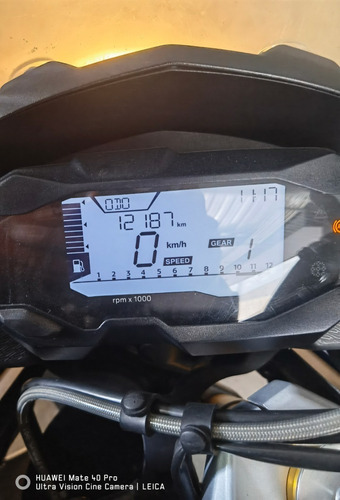 ODO 11:17
12187 km
0 km/h GEAR 1
SPEED
1 2 3 4 5 6 7 8 9 10 11 12
rpm x 1000
HUAWEI Mate 40 Pro
Ultra Vision Cine Camera | LEICA